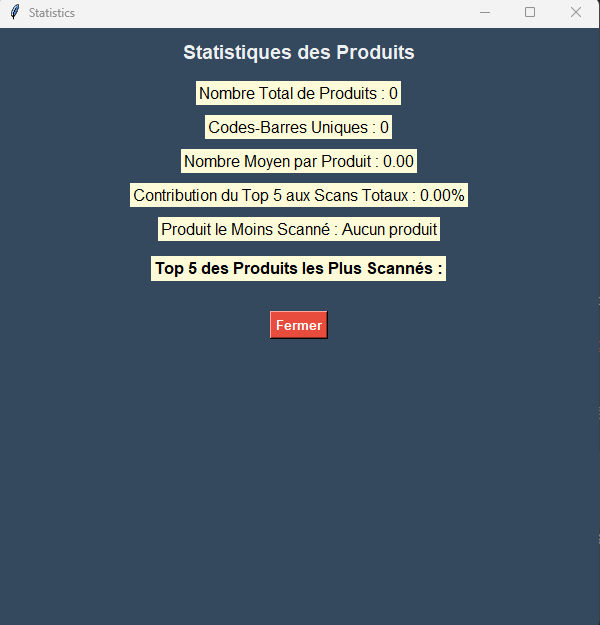 Statistics
Statistiques des Produits
Nombre Total de Produits : 0
Codes-Barres Uniques : 0
Nombre Moyen par Produit : 0.00
Contribution du Top 5 aux Scans Totaux : 0.00%
Produit le Moins Scanné : Aucun produit
Top 5 des Produits les Plus Scannés :
Fermer